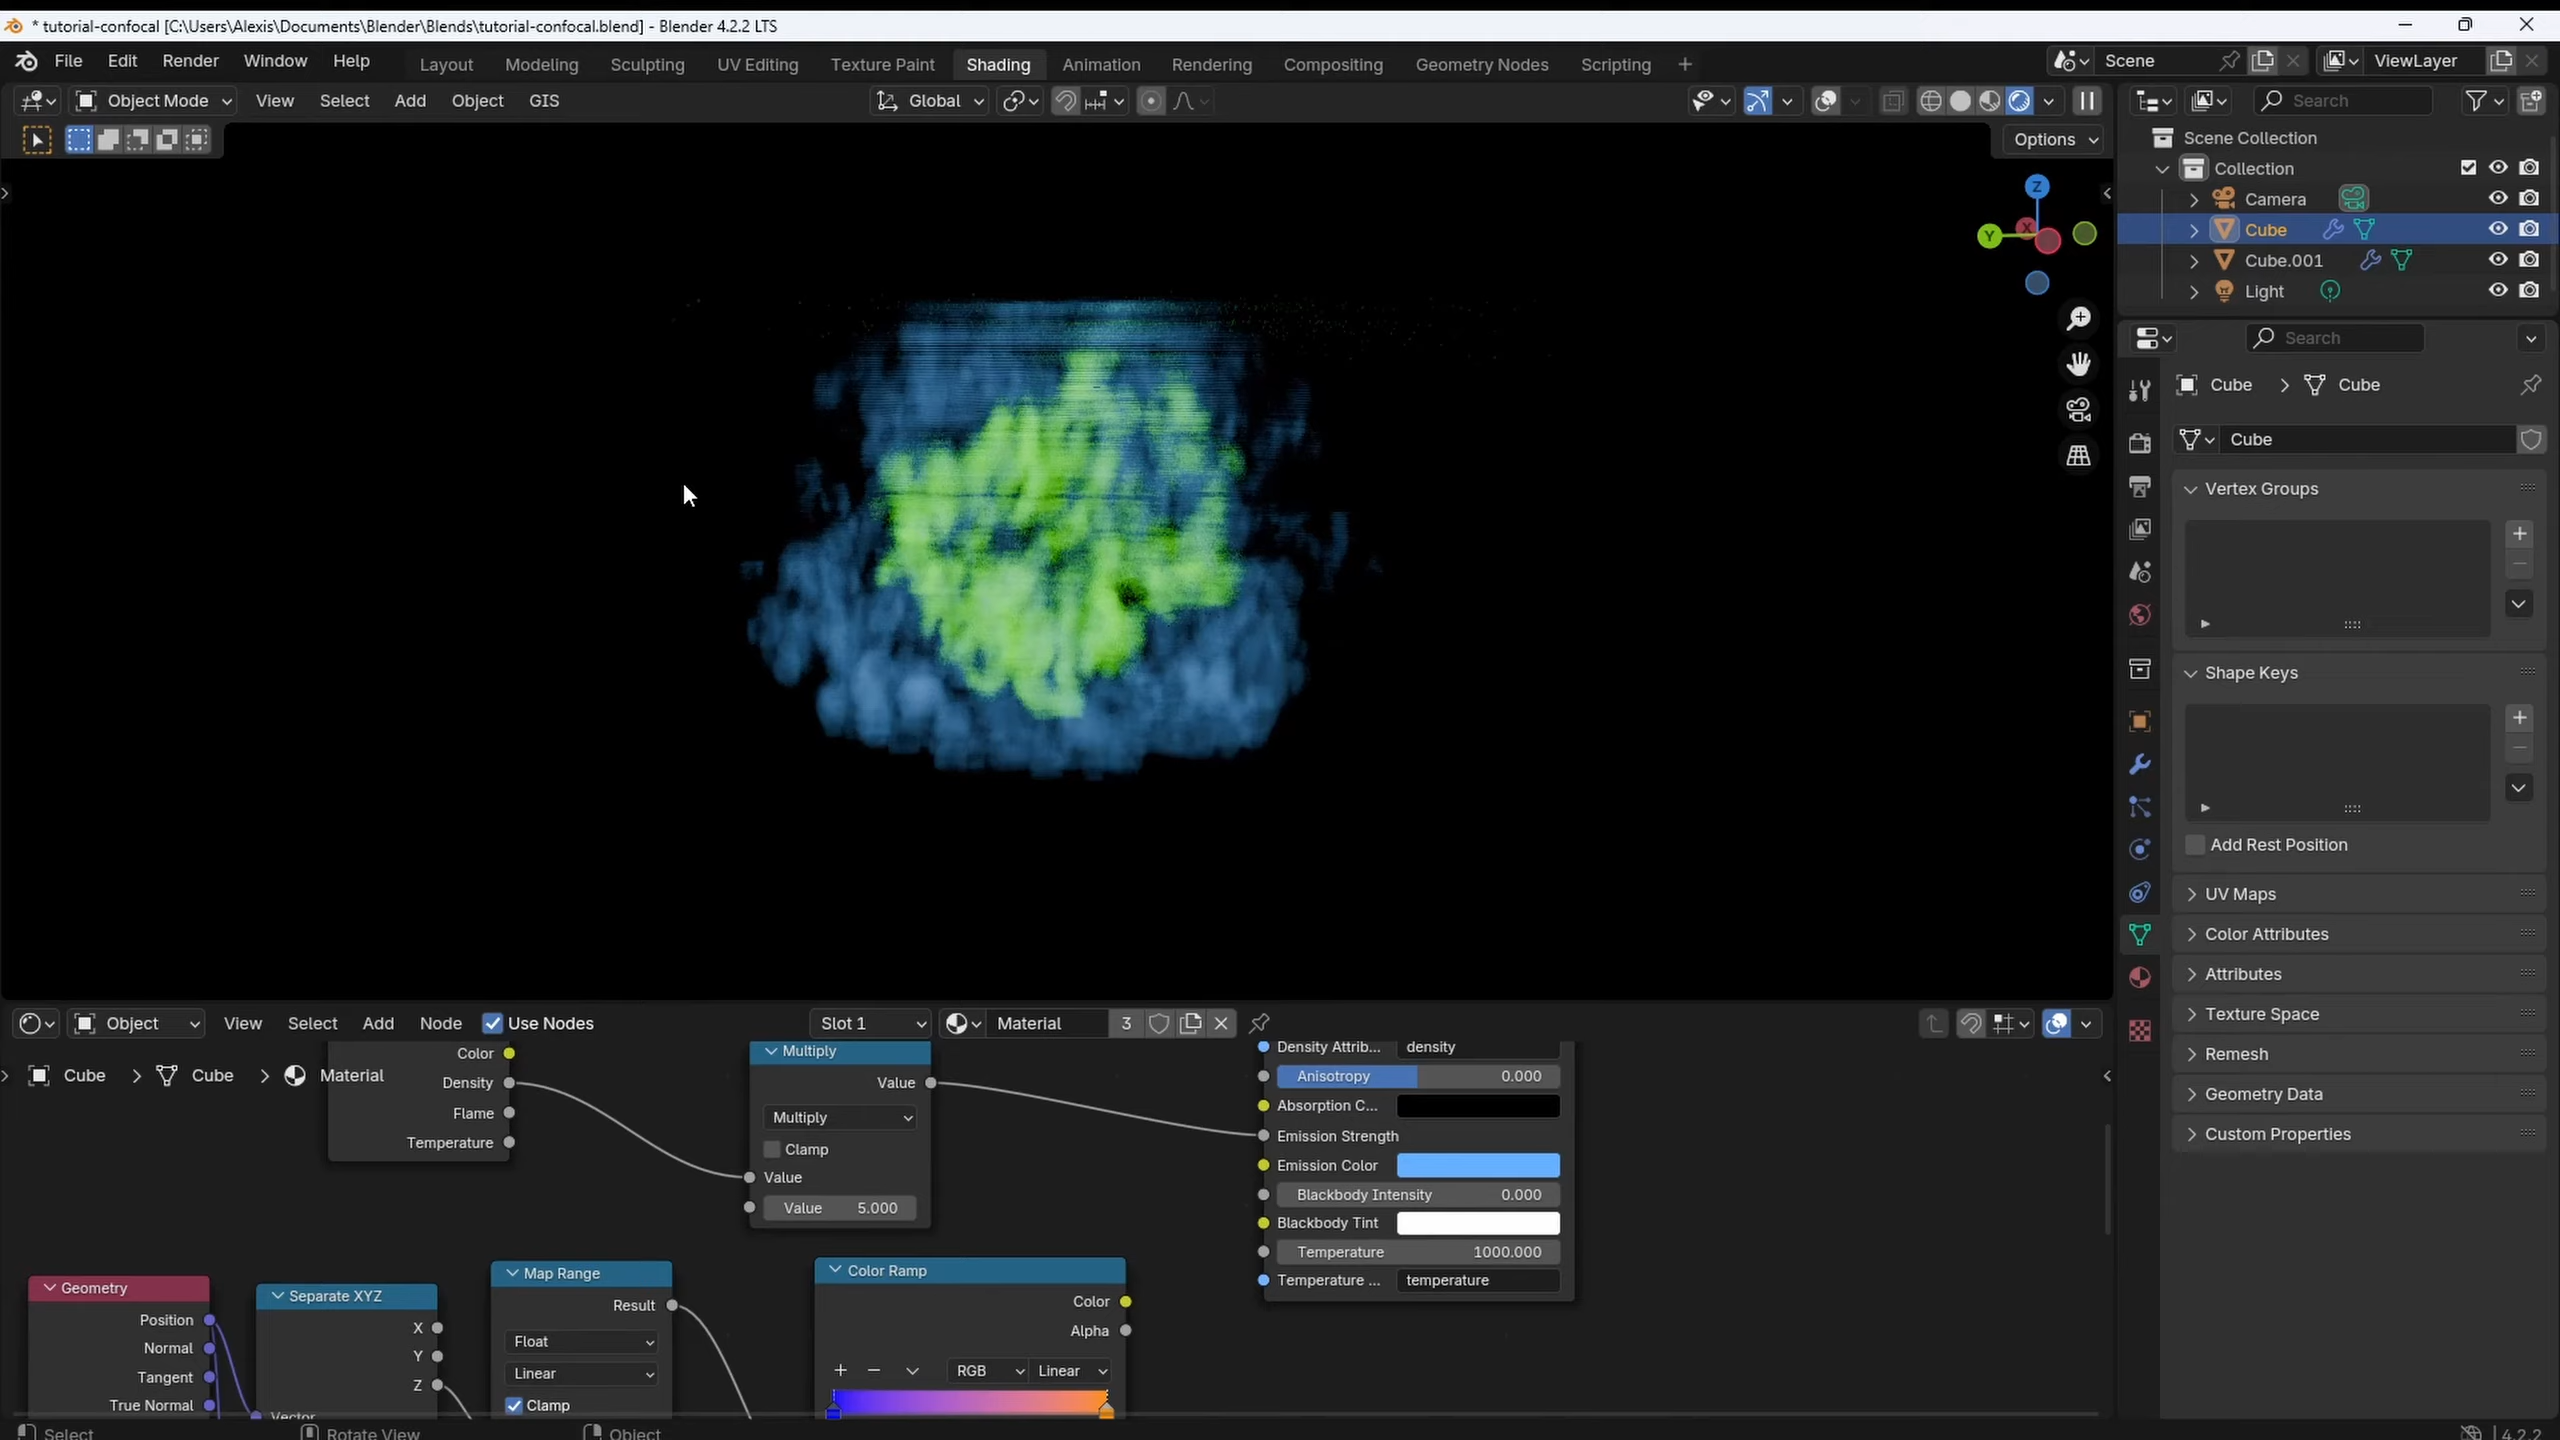 * tutorial-confocal [C:\Users\Alexis\Documents\Blender\Blends\tutorial-confocal.blend] - Blender 4.2.2 LTS
File Edit Render Window Help Layout Modeling Sculpting UV Editing Texture Paint Shading Animation Rendering Compositing Geometry Nodes Scripting + Scene ViewLayer
Object Mode View Select Add Object GIS Global Search
Options
Scene Collection
Collection
Camera
Cube
Cube.001
Light
Z
Y
X
Search
Cube > Cube
Cube
Vertex Groups
Shape Keys
Add Rest Position
UV Maps
Color Attributes
Attributes
Texture Space
Remesh
Geometry Data
Custom Properties
Object View Select Add Node Use Nodes Slot 1 Material 3
Cube > Cube > Material
Color
Density
Flame
Temperature
Multiply
Value
Multiply
Clamp
Value
Value 5.000
Density Attrib... density
Anisotropy 0.000
Absorption C...
Emission Strength
Emission Color
Blackbody Intensity 0.000
Blackbody Tint
Temperature 1000.000
Temperature ... temperature
Geometry
Position
Normal
Tangent
True Normal
Separate XYZ
X
Y
Z
Vector
Map Range
Result
Float
Linear
Clamp
Color Ramp
Color
Alpha
RGB Linear
Select Rotate View Object 4.2.2